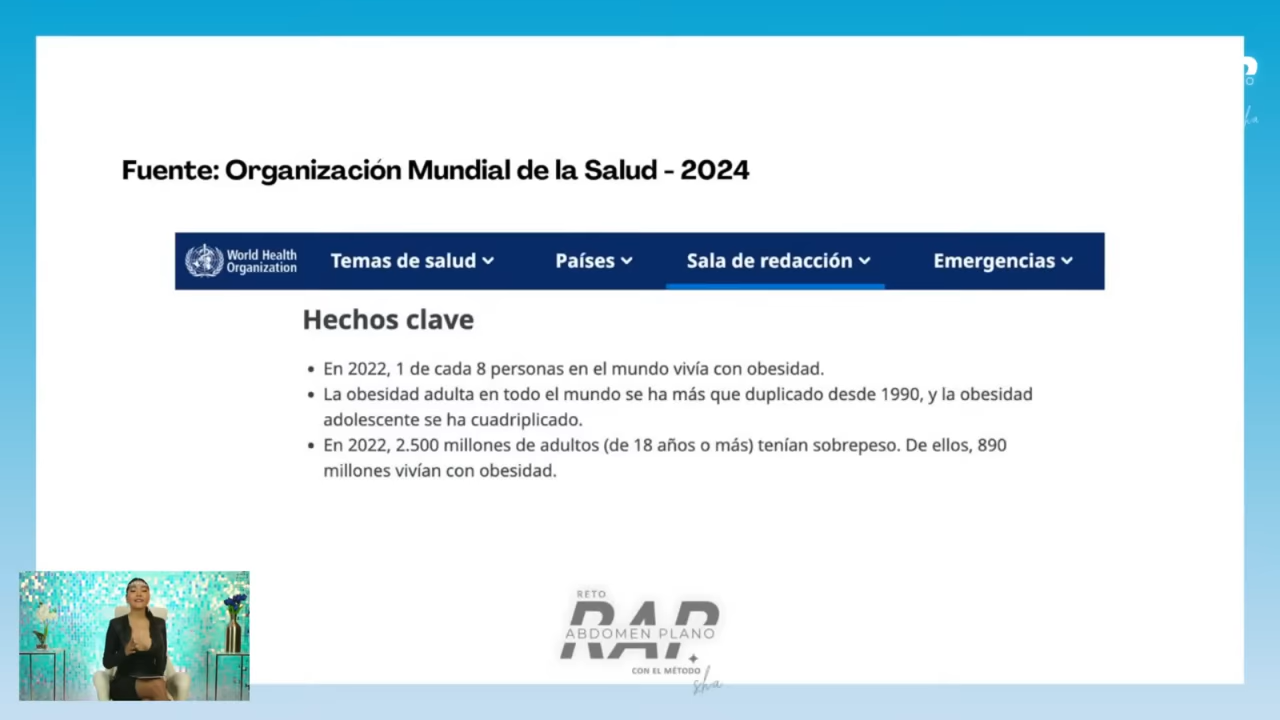 Fuente: Organización Mundial de la Salud - 2024
World Health
Organization
Temas de salud
Países
Sala de redacción
Emergencias
Hechos clave
• En 2022, 1 de cada 8 personas en el mundo vivía con obesidad.
• La obesidad adulta en todo el mundo se ha más que duplicado desde 1990, y la obesidad
adolescente se ha cuadriplicado.
• En 2022, 2.500 millones de adultos (de 18 años o más) tenían sobrepeso. De ellos, 890
millones vivían con obesidad.
RETO
RAP
ABDOMEN PLANO
CON EL MÉTODO
sha